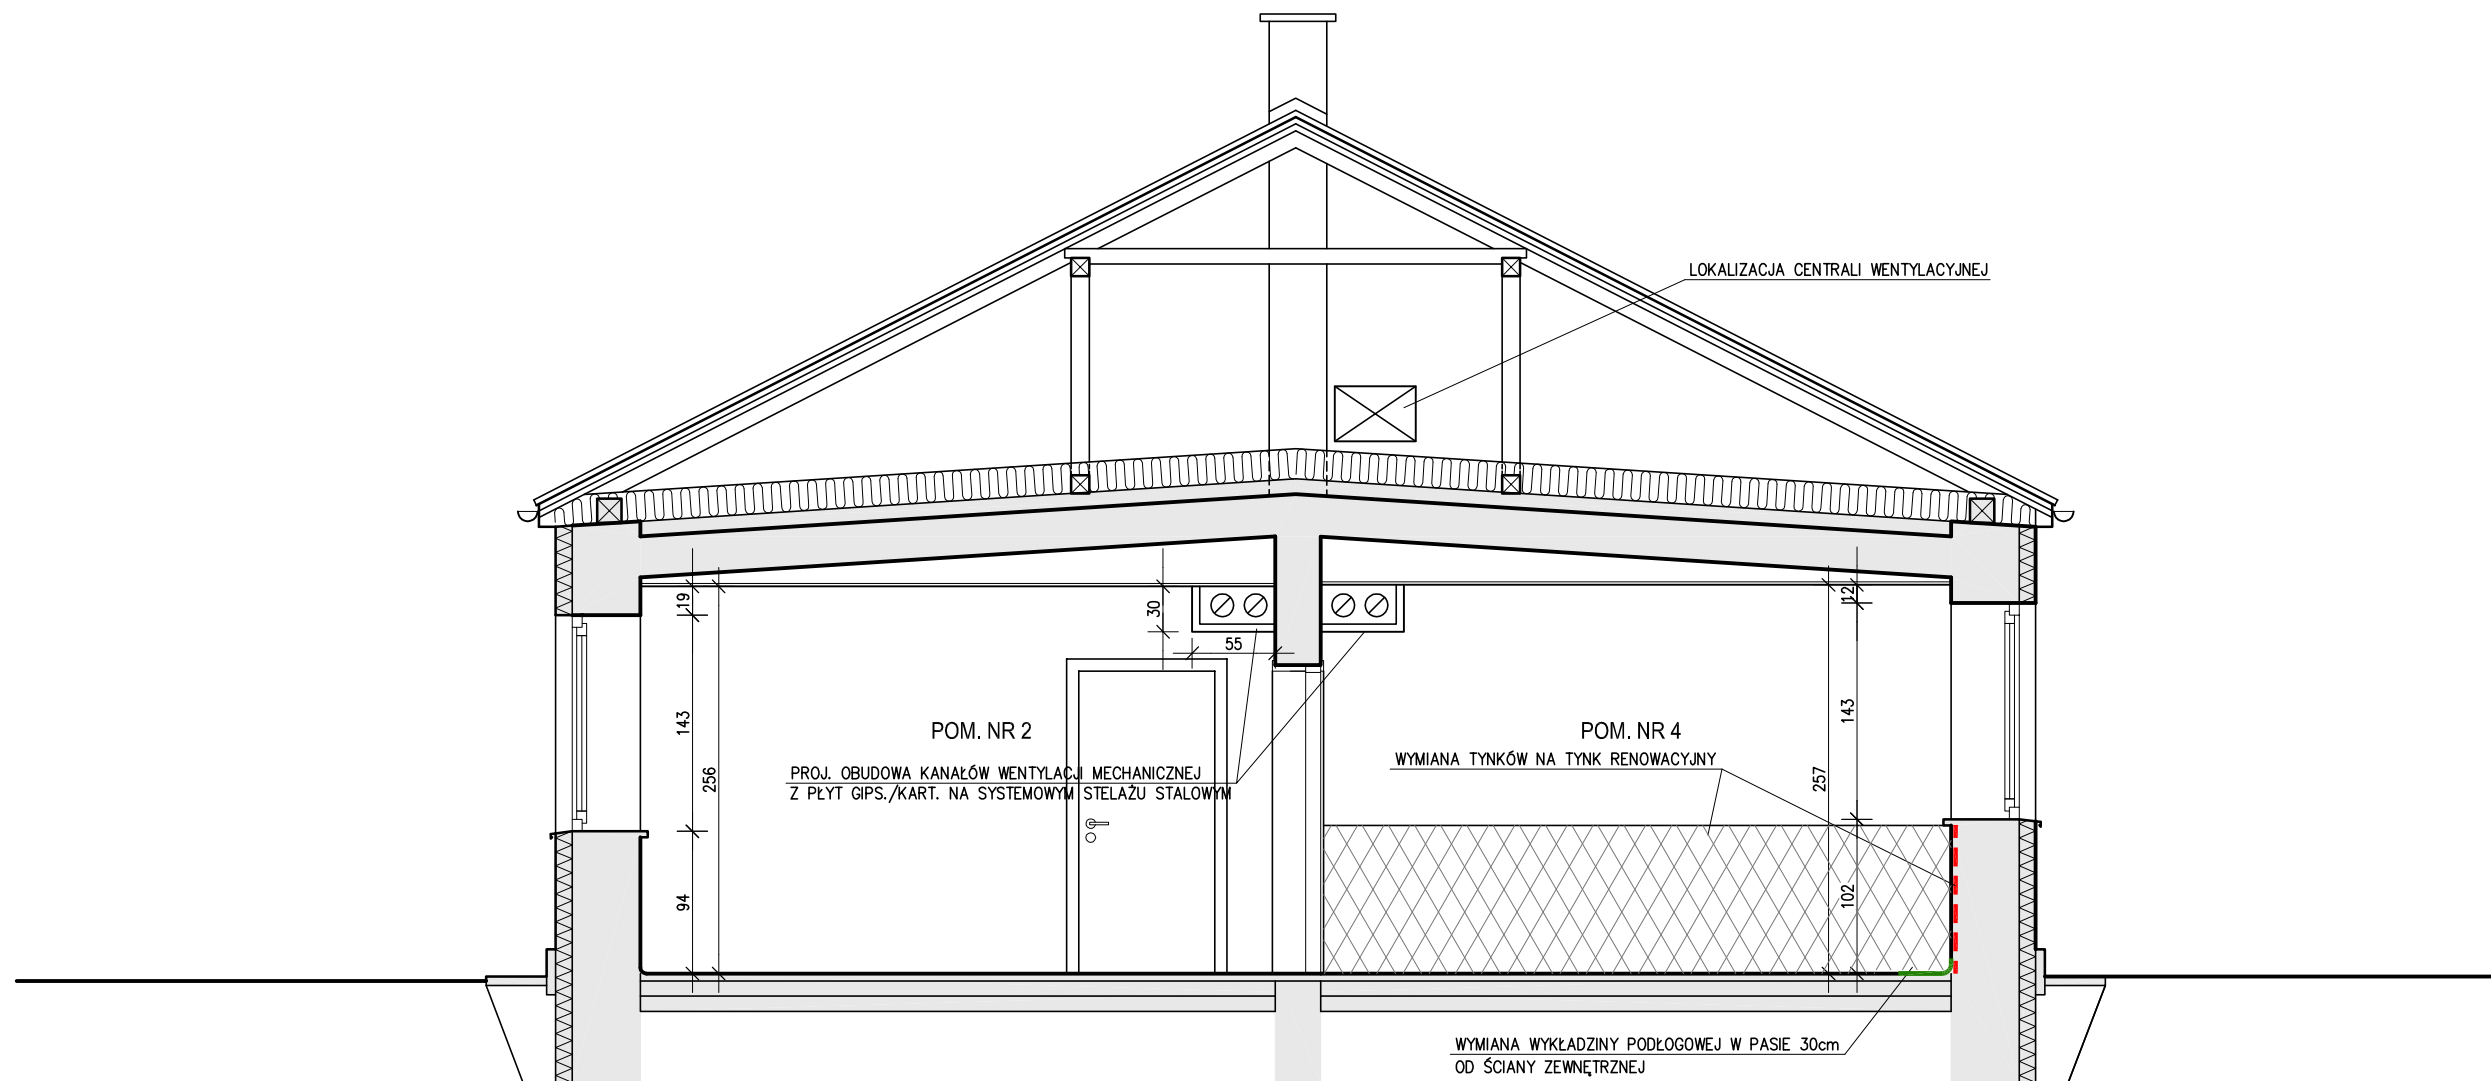 LOKALIZACJA CENTRALI WENTYLACYJNEJ
19
30
12
55
143
256
94
POM. NR 2
PROJ. OBUDOWA KANAŁÓW WENTYLACJI MECHANICZNEJ
Z PŁYT GIPS./KART. NA SYSTEMOWYM STELAŻU STALOWYM
POM. NR 4
WYMIANA TYNKÓW NA TYNK RENOWACYJNY
143
257
102
WYMIANA WYKŁADZINY PODŁOGOWEJ W PASIE 30cm
OD ŚCIANY ZEWNĘTRZNEJ